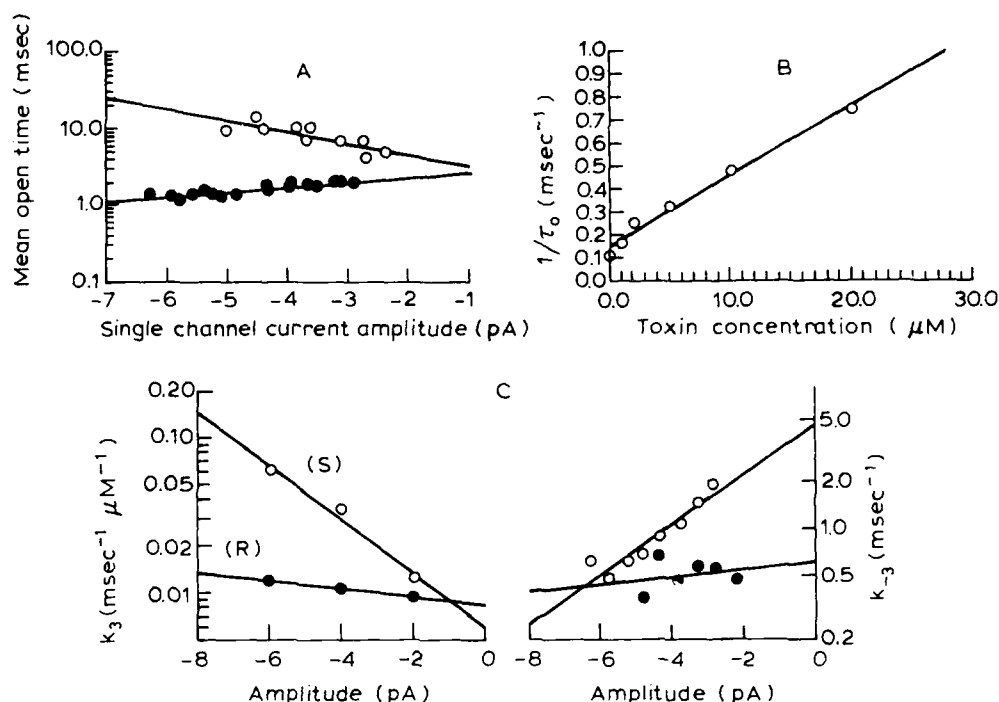 A
Mean open time (msec)
100.0
10.0
1.0
0.1
-7 -6 -5 -4 -3 -2 -1
Single channel current amplitude (pA)
B
1/τo (msec⁻¹)
1.0
0.9
0.8
0.7
0.6
0.5
0.4
0.3
0.2
0.1
0.0
0.0 10.0 20.0 30.0
Toxin concentration ( μM)
C
k3 (msec⁻¹ μM⁻¹)
0.20
0.10
0.05
0.02
0.01
(S)
(R)
-8 -6 -4 -2 0
Amplitude (pA)
5.0
2.0
1.0
0.5
0.2
k-3 (msec⁻¹)
-8 -6 -4 -2 0
Amplitude (pA)